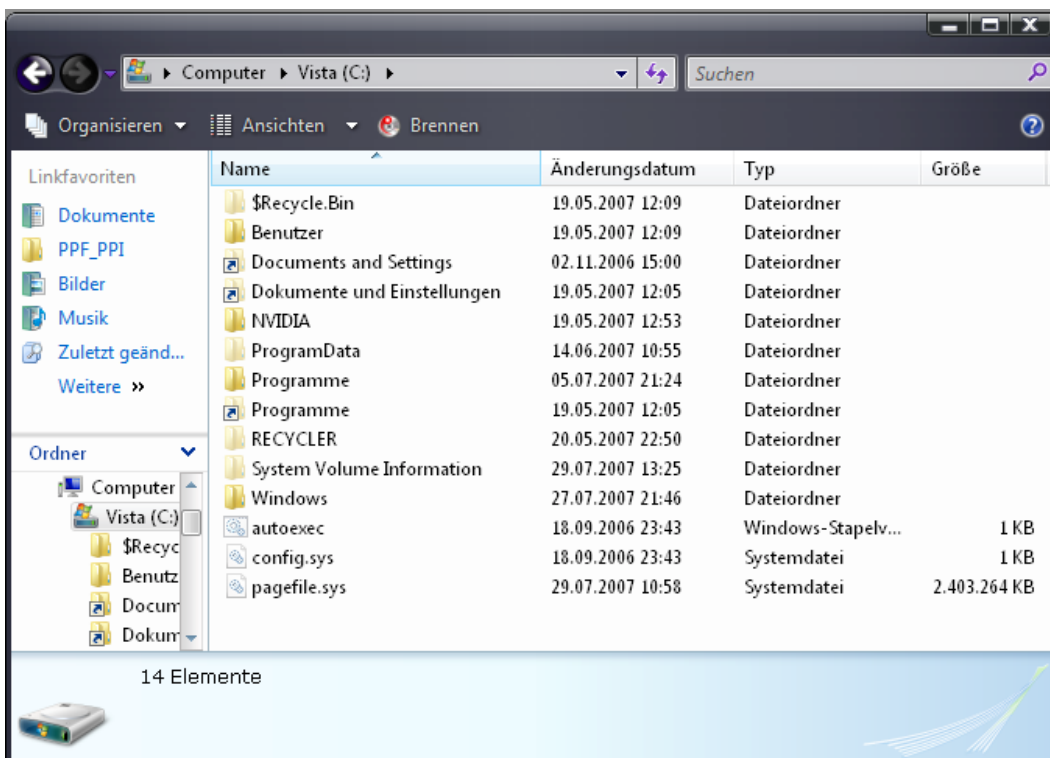 Computer Vista (C:)
Suchen
Organisieren Ansichten Brennen
Linkfavoriten
Dokumente
PPF_PPI
Bilder
Musik
Zuletzt geänd...
Weitere »
Ordner
Computer
Vista (C:)
$Recyc
Benutz
Docum
Dokum
Name Änderungsdatum Typ Größe
$Recycle.Bin 19.05.2007 12:09 Dateiordner
Benutzer 19.05.2007 12:09 Dateiordner
Documents and Settings 02.11.2006 15:00 Dateiordner
Dokumente und Einstellungen 19.05.2007 12:05 Dateiordner
NVIDIA 19.05.2007 12:53 Dateiordner
ProgramData 14.06.2007 10:55 Dateiordner
Programme 05.07.2007 21:24 Dateiordner
Programme 19.05.2007 12:05 Dateiordner
RECYCLER 20.05.2007 22:50 Dateiordner
System Volume Information 29.07.2007 13:25 Dateiordner
Windows 27.07.2007 21:46 Dateiordner
autoexec 18.09.2006 23:43 Windows-Stapelv... 1 KB
config.sys 18.09.2006 23:43 Systemdatei 1 KB
pagefile.sys 29.07.2007 10:58 Systemdatei 2.403.264 KB
14 Elemente